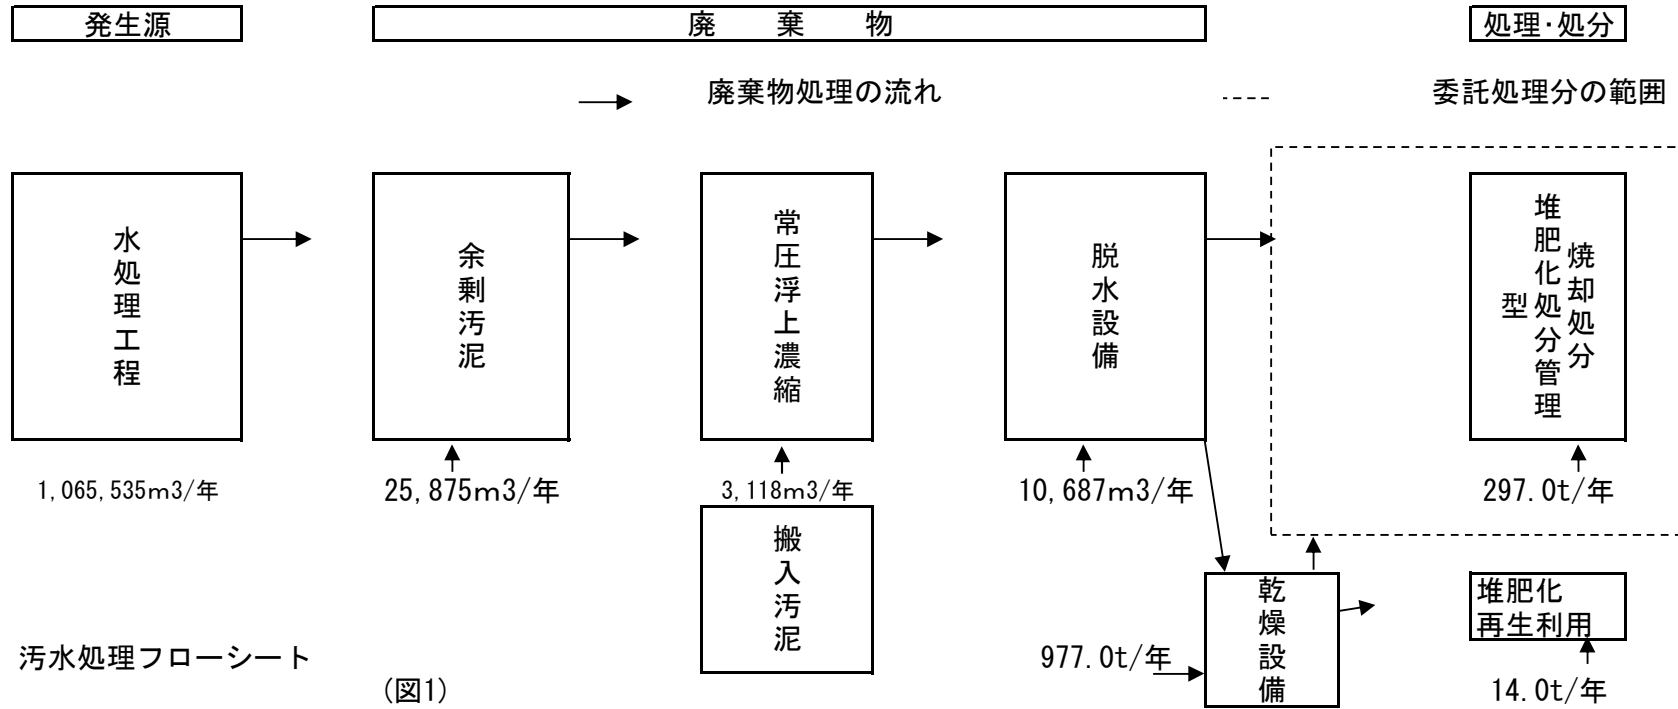 発生源
廃　棄　物
処理・処分
廃棄物処理の流れ
委託処理分の範囲
水処理工程
余剰汚泥
常圧浮上濃縮
脱水設備
焼却処分
堆肥化処分管理
型
1,065,535m3/年
25,875m3/年
3,118m3/年
10,687m3/年
297.0t/年
搬入汚泥
乾燥設備
堆肥化
再生利用
汚水処理フローシート
977.0t/年
(図1)
14.0t/年